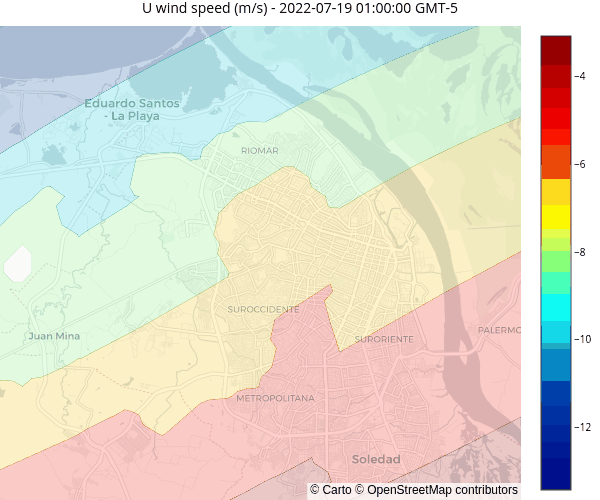 U wind speed (m/s) - 2022-07-19 01:00:00 GMT-5
−4
Eduardo Santos
- La Playa
RIOMAR
−6
−8
SUROCCIDENTE
Juan Mina
SURORIENTE
PALERMO
−10
METROPOLITANA
−12
Soledad
© Carto © OpenStreetMap contributors